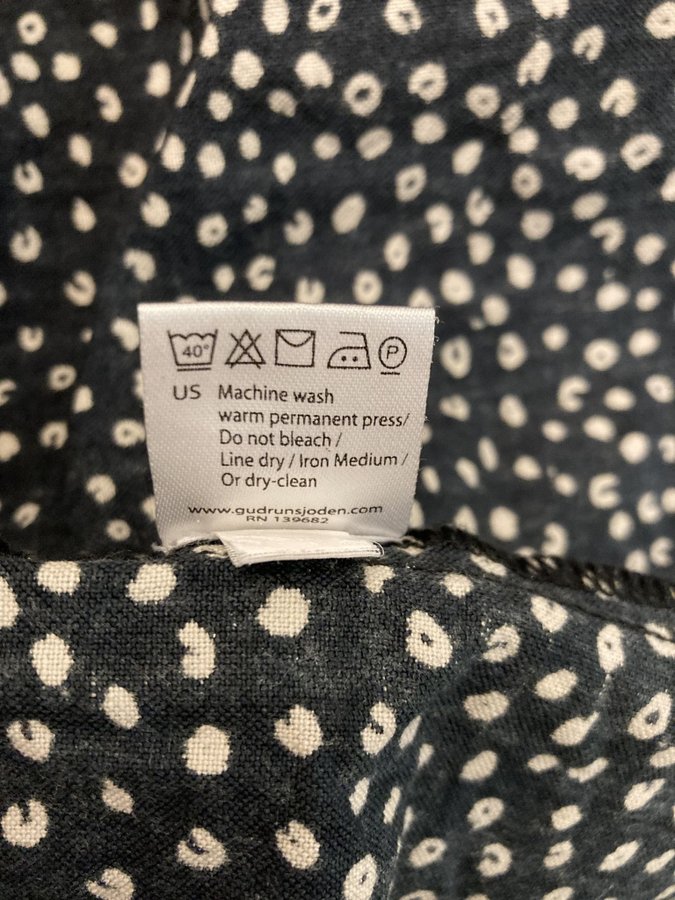 40° P
US Machine wash
warm permanent press/
Do not bleach /
Line dry / Iron Medium /
Or dry-clean
www.gudrunsjoden.com
RN 139682